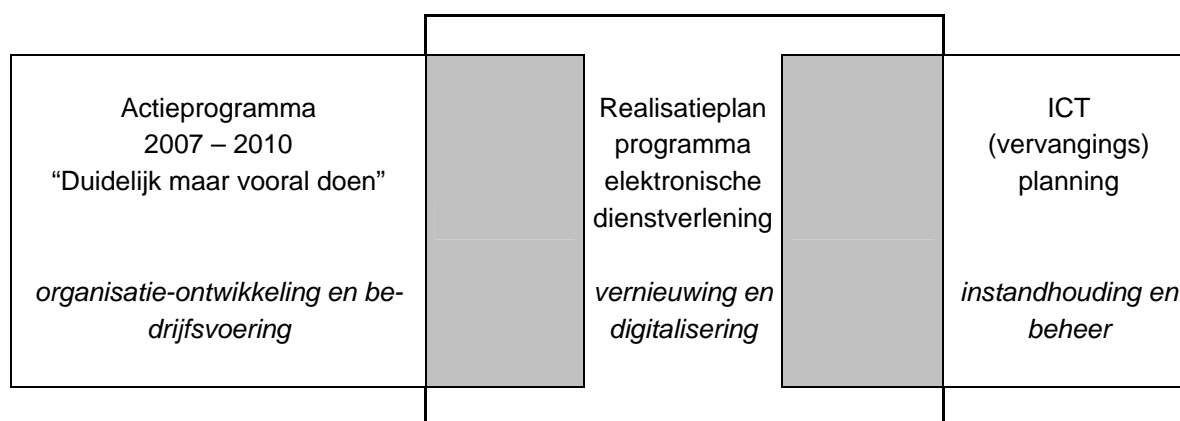 Actieprogramma
2007 – 2010
“Duidelijk maar vooral doen”
organisatie-ontwikkeling en be-
drijfsvoering
Realisatieplan
programma
elektronische
dienstverlening
vernieuwing en
digitalisering
ICT
(vervangings)
planning
instandhouding en
beheer